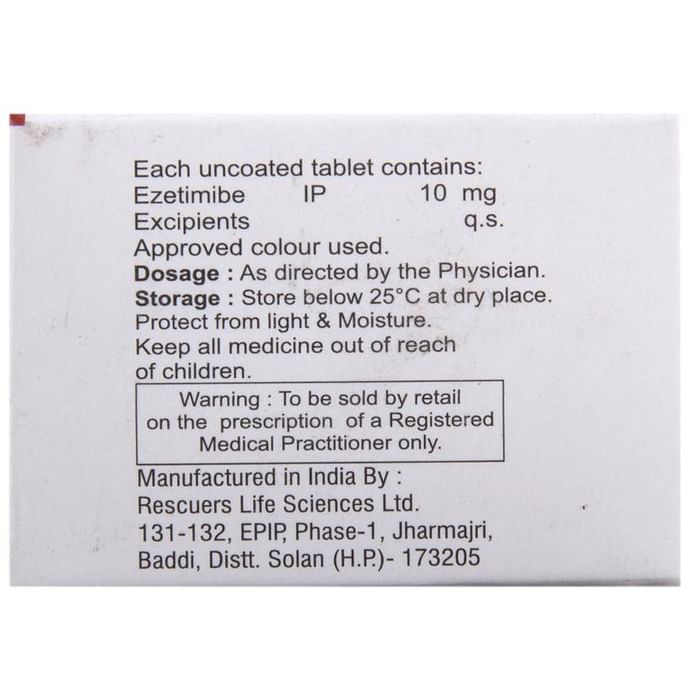 Each uncoated tablet contains:
Ezetimibe IP 10 mg
Excipients q.s.
Approved colour used.
Dosage : As directed by the Physician.
Storage : Store below 25°C at dry place.
Protect from light & Moisture.
Keep all medicine out of reach
of children.
Warning : To be sold by retail
on the prescription of a Registered
Medical Practitioner only.
Manufactured in India By :
Rescuers Life Sciences Ltd.
131-132, EPIP, Phase-1, Jharmajri,
Baddi, Distt. Solan (H.P.)- 173205